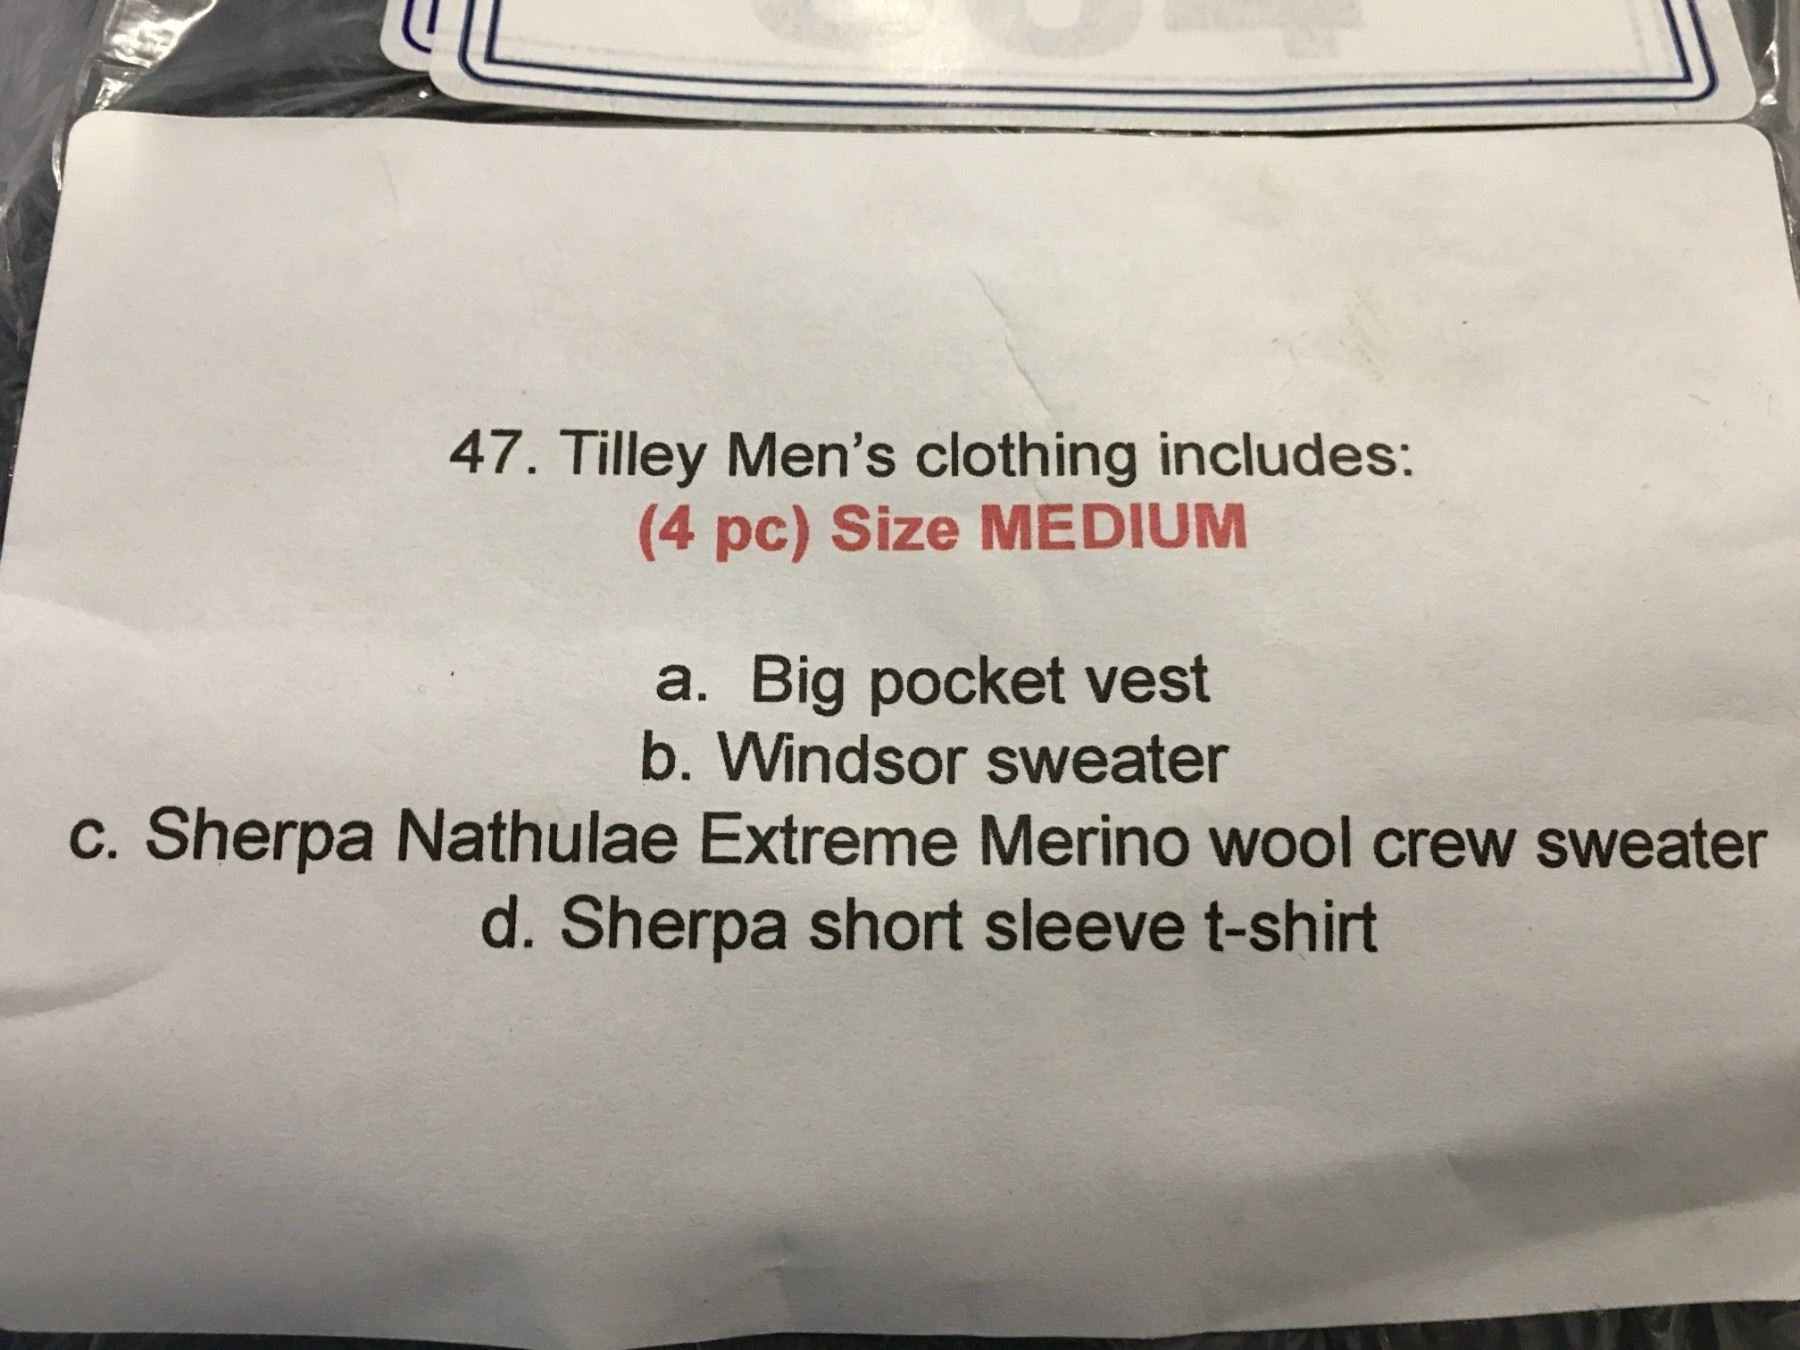 47. Tilley Men's clothing includes:
(4 pc) Size MEDIUM
a. Big pocket vest
b. Windsor sweater
c. Sherpa Nathulae Extreme Merino wool crew sweater
d. Sherpa short sleeve t-shirt